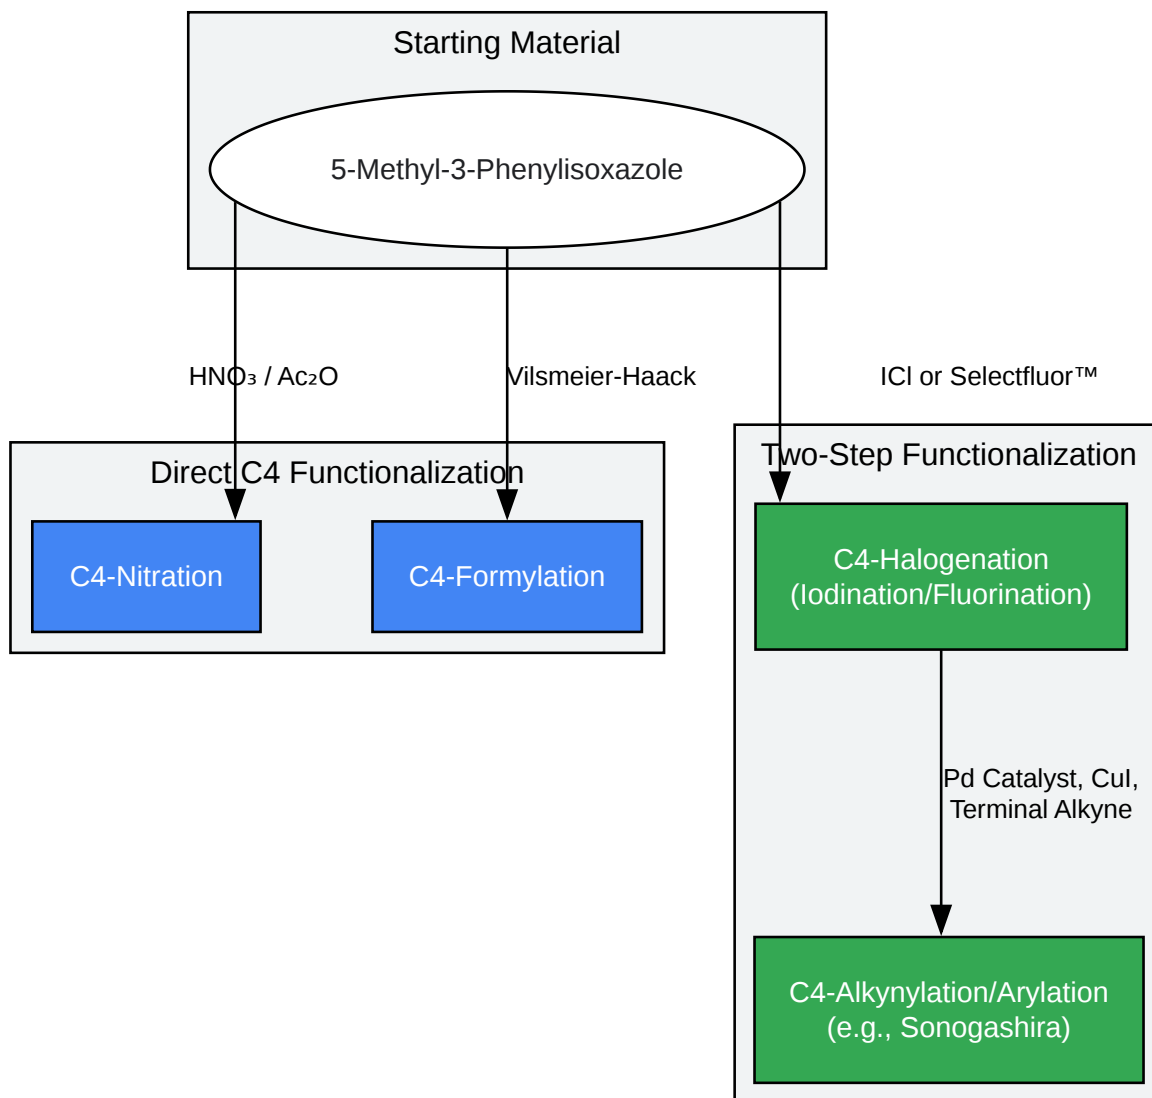 Starting Material
5-Methyl-3-Phenylisoxazole
HNO₃ / Ac₂O
Vilsmeier-Haack
ICl or Selectfluor™
Direct C4 Functionalization
Two-Step Functionalization
C4-Nitration
C4-Formylation
C4-Halogenation
(Iodination/Fluorination)
Pd Catalyst, CuI,
Terminal Alkyne
C4-Alkynylation/Arylation
(e.g., Sonogashira)